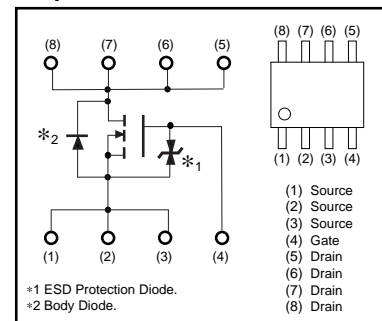 (8) (7) (6) (5)
(8) (7) (6) (5)
∗2
∗1
(1) (2) (3) (4)
(1) (2) (3) (4)
(1) Source
(2) Source
(3) Source
(4) Gate
(5) Drain
(6) Drain
(7) Drain
(8) Drain
∗1 ESD Protection Diode.
∗2 Body Diode.